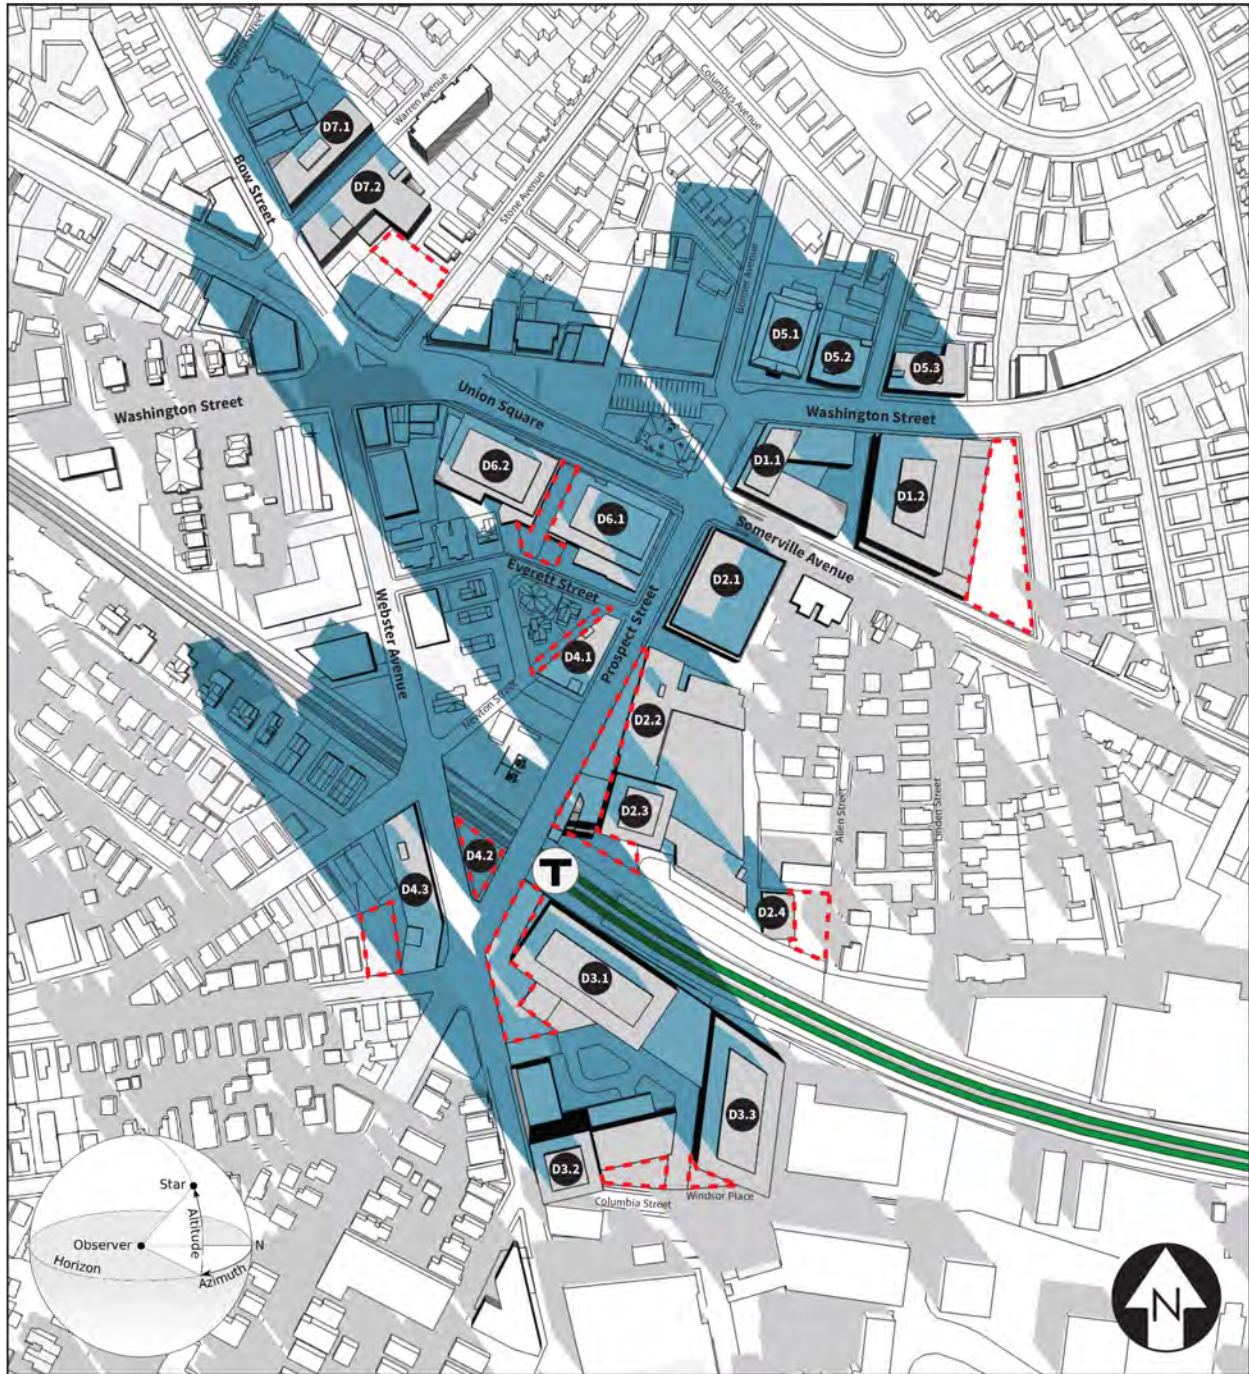 Columbus Avenue
D7.1
Warren Avenue
Bow Street
D7.2
Stone Avenue
Bonner Avenue
D5.1
D5.2
D5.3
Washington Street
Union Square
Washington Street
D6.2
D1.1
D1.2
D6.1
Somerville Avenue
Everett Street
D2.1
Webster Avenue
Prospect Street
D4.1
Newton Street
D2.2
D2.3
Allen Street
Linden Street
D4.2
T
D4.3
D2.4
D3.1
D3.3
D3.2
Columbia Street
Windsor Place
Star
Altitude
Observer
N
Horizon
Azimuth
N